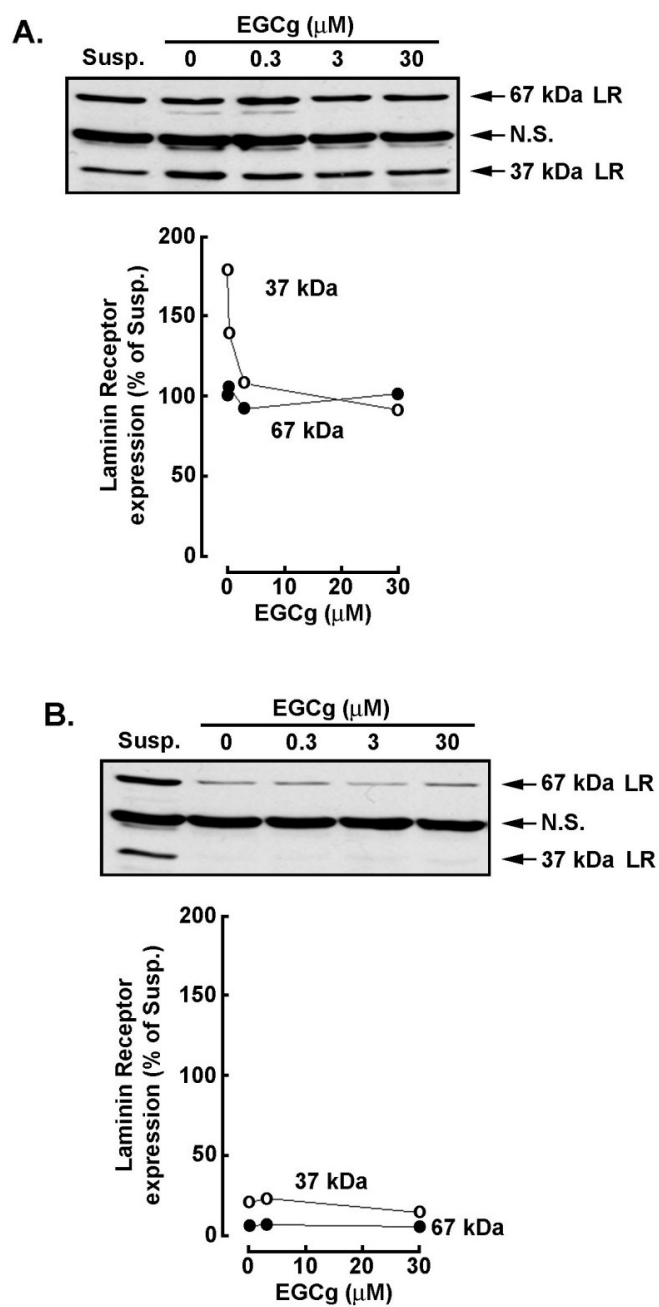 A.
EGCg (μM)
Susp. 0 0.3 3 30
67 kDa LR
N.S.
37 kDa LR
200
150
100
50
0
Laminin Receptor
expression (% of Susp.)
37 kDa
67 kDa
0 10 20 30
EGCg (μM)
B.
EGCg (μM)
Susp. 0 0.3 3 30
67 kDa LR
N.S.
37 kDa LR
200
150
100
50
0
Laminin Receptor
expression (% of Susp.)
37 kDa
67 kDa
0 10 20 30
EGCg (μM)